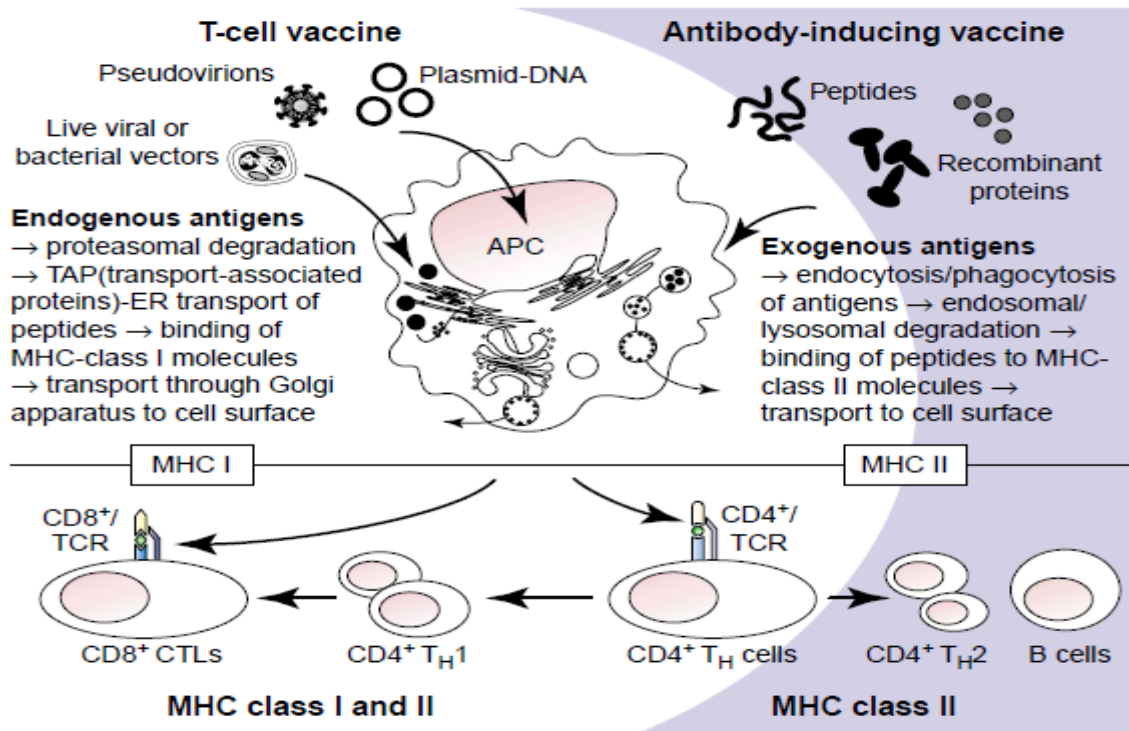 T-cell vaccine
Antibody-inducing vaccine
Pseudovirions
Plasmid-DNA
Live viral or
bacterial vectors
Peptides
Recombinant
proteins
Endogenous antigens
→ proteasomal degradation
→ TAP(transport-associated
proteins)-ER transport of
peptides → binding of
MHC-class I molecules
→ transport through Golgi
apparatus to cell surface
APC
Exogenous antigens
→ endocytosis/phagocytosis
of antigens → endosomal/
lysosomal degradation →
binding of peptides to MHC-
class II molecules →
transport to cell surface
MHC I
MHC II
CD8⁺/
TCR
CD4⁺/
TCR
CD8⁺ CTLs
CD4⁺ T_H1
CD4⁺ T_H cells
CD4⁺ T_H2
B cells
MHC class I and II
MHC class II